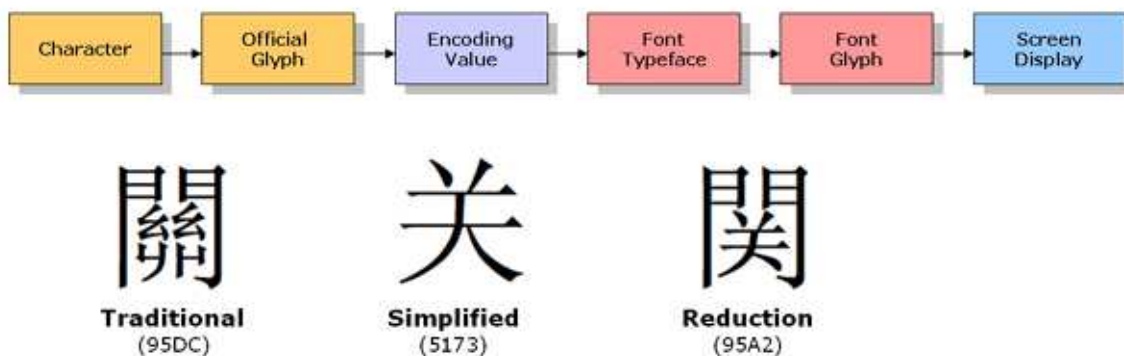 Character
Official
Glyph
Encoding
Value
Font
Typeface
Font
Glyph
Screen
Display
關
关
関
Traditional
(95DC)
Simplified
(5173)
Reduction
(95A2)